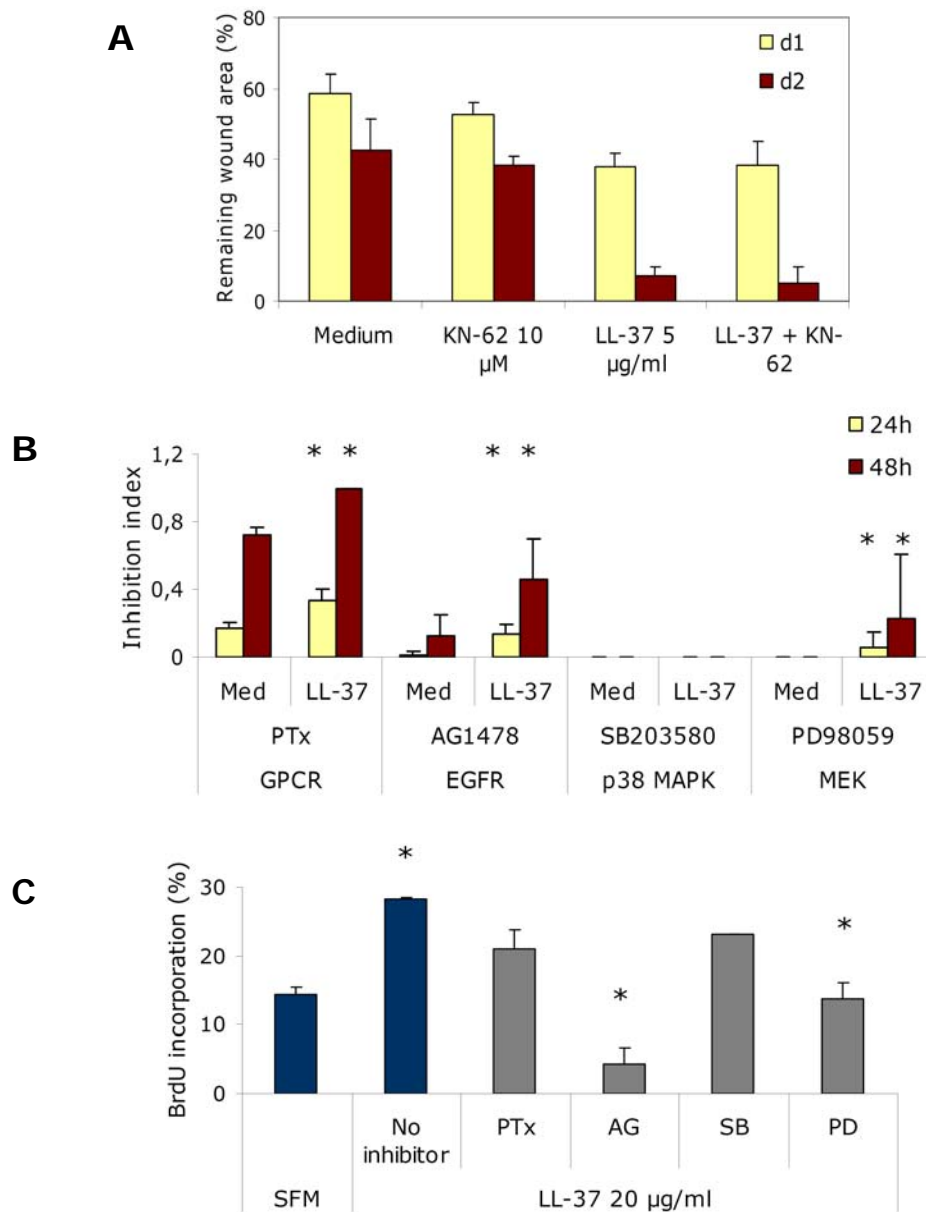 A
Remaining wound area (%)
80
60
40
20
0
d1
d2
Medium
KN-62 10
µM
LL-37 5
µg/ml
LL-37 + KN-
62
B
Inhibition index
1,2
0,8
0,4
0
24h
48h
* *
* *
* *
Med LL-37 Med LL-37 Med LL-37 Med LL-37
PTx AG1478 SB203580 PD98059
GPCR EGFR p38 MAPK MEK
C
BrdU incorporation (%)
30
20
10
0
*
*
*
No
inhibitor
PTx AG SB PD
SFM LL-37 20 µg/ml